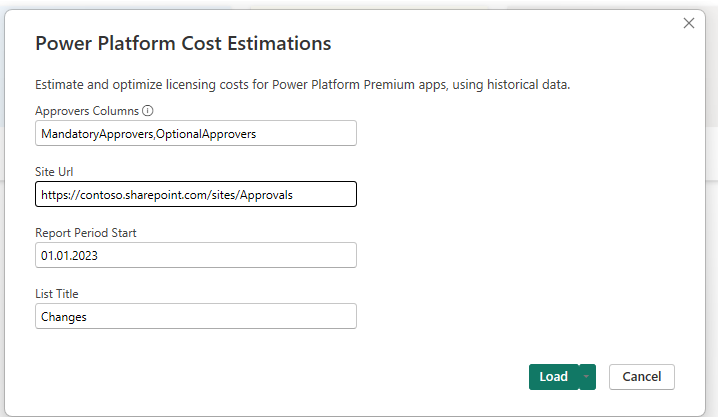 Power Platform Cost Estimations
Estimate and optimize licensing costs for Power Platform Premium apps, using historical data.
Approvers Columns
MandatoryApprovers,OptionalApprovers
Site Url
https://contoso.sharepoint.com/sites/Approvals
Report Period Start
01.01.2023
List Title
Changes
Load
Cancel